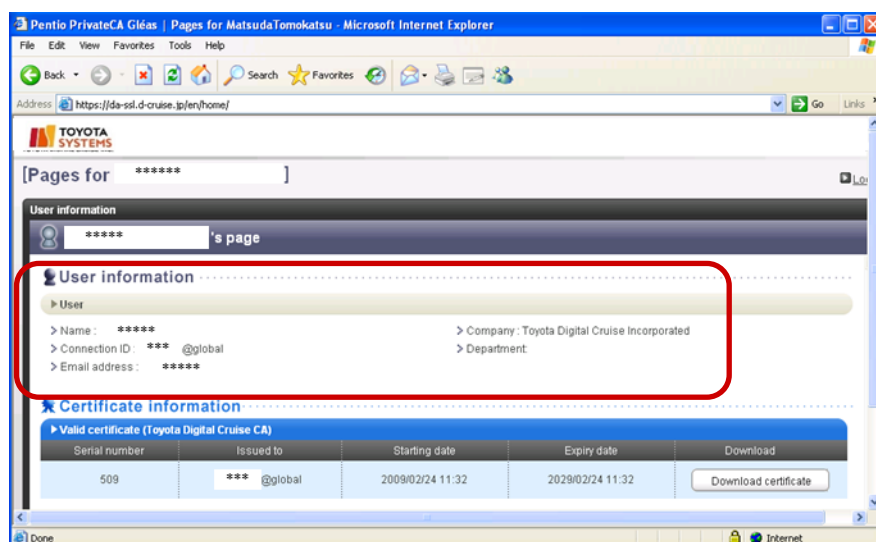 Pentio PrivateCA Gléas | Pages for MatsudaTomokatsu - Microsoft Internet Explorer
File Edit View Favorites Tools Help
Back Search Favorites
Address https://da-ssl.d-cruise.jp/en/home/ Go Links
TOYOTA
SYSTEMS
[Pages for ****** ]
User information
***** 's page
User information
User
Name : *****
Company : Toyota Digital Cruise Incorporated
Connection ID : *** @global
Department:
Email address : *****
Certificate information
Valid certificate (Toyota Digital Cruise CA)
Serial number Issued to Starting date Expiry date Download
509 *** @global 2009/02/24 11:32 2029/02/24 11:32 Download certificate
Done Internet